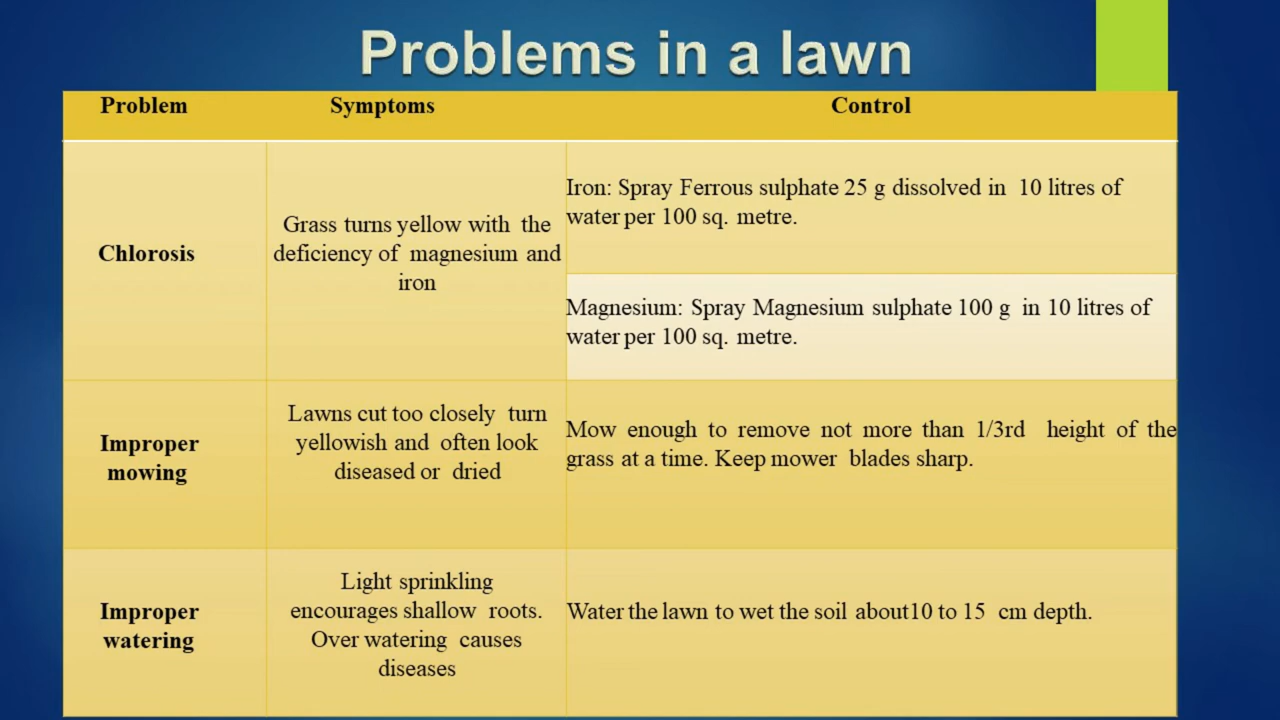 Problems in a lawn
Problem Symptoms Control
Chlorosis
Grass turns yellow with the
deficiency of magnesium and
iron
Iron: Spray Ferrous sulphate 25 g dissolved in 10 litres of
water per 100 sq. metre.
Magnesium: Spray Magnesium sulphate 100 g in 10 litres of
water per 100 sq. metre.
Improper
mowing
Lawns cut too closely turn
yellowish and often look
diseased or dried
Mow enough to remove not more than 1/3rd height of the
grass at a time. Keep mower blades sharp.
Improper
watering
Light sprinkling
encourages shallow roots.
Over watering causes
diseases
Water the lawn to wet the soil about10 to 15 cm depth.